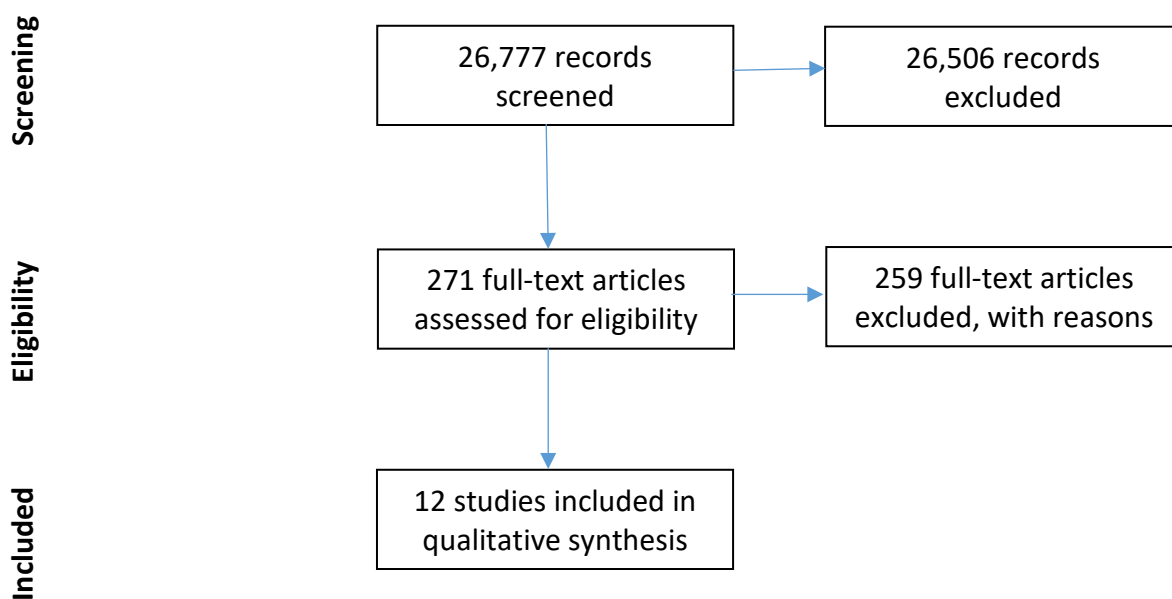 Screening
26,777 records
screened
26,506 records
excluded
Eligibility
271 full-text articles
assessed for eligibility
259 full-text articles
excluded, with reasons
Included
12 studies included in
qualitative synthesis